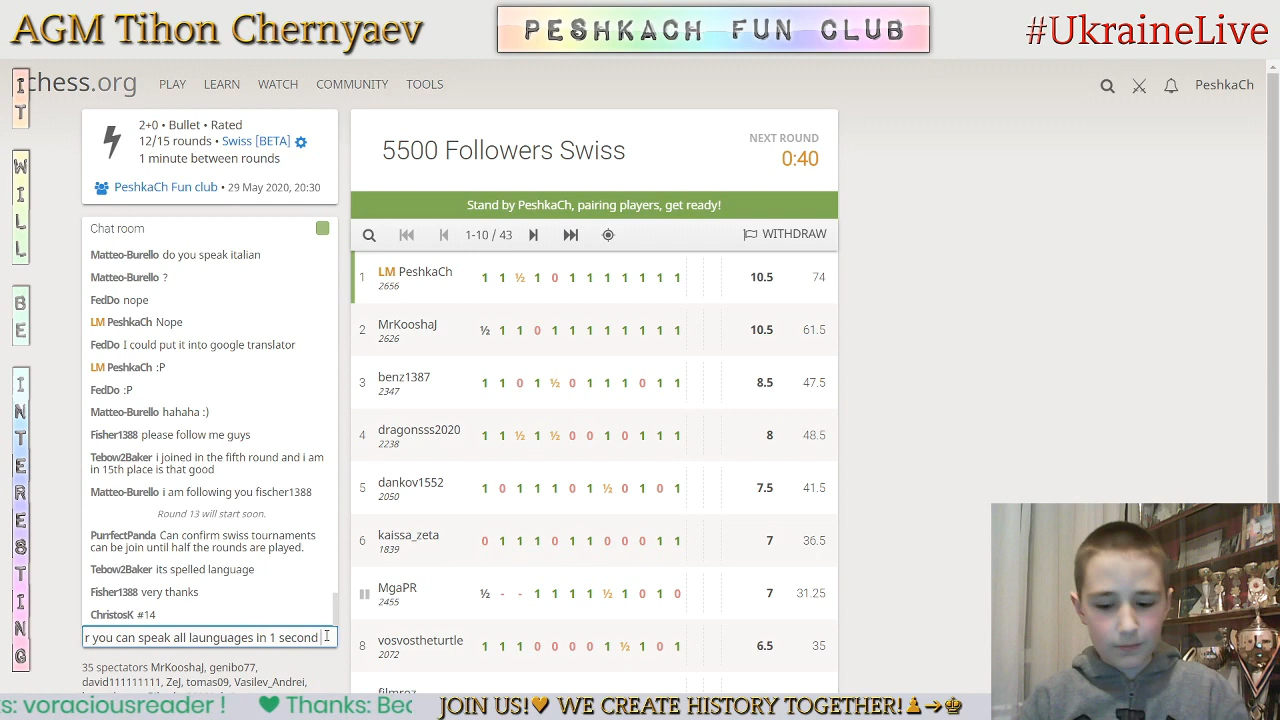 AGM Tihon Chernyaev
PESHKACH FUN CLUB
#UkraineLive
IT
WILL
BE
INTERESTING
chess.org
PLAY LEARN WATCH COMMUNITY TOOLS
PeshkaCh
2+0 • Bullet • Rated
12/15 rounds • Swiss [BETA]
1 minute between rounds
PeshkaCh Fun club • 29 May 2020, 20:30
Chat room
Matteo-Burello do you speak italian
Matteo-Burello ?
FedDo nope
LM PeshkaCh Nope
FedDo I could put it into google translator
LM PeshkaCh :P
FedDo :P
Matteo-Burello hahaha :)
Fisher1388 please follow me guys
Tebow2Baker i joined in the fifth round and i am
in 15th place is that good
Matteo-Burello i am following you fischer1388
Round 13 will start soon.
PurrfectPanda Can confirm swiss tournaments
can be join until half the rounds are played.
Tebow2Baker its spelled language
Fisher1388 very thanks
ChristosK #14
r you can speak all launguages in 1 second
35 spectators MrKooshaJ, genibo77,
david111111111, ZeJ, tomas09, Vasilev_Andrei,
5500 Followers Swiss
NEXT ROUND
0:40
Stand by PeshkaCh, pairing players, get ready!
1-10 / 43
WITHDRAW
1 LM PeshkaCh 1 1 ½ 1 0 1 1 1 1 1 1 1 10.5 74
2656
2 MrKooshaJ ½ 1 1 0 1 1 1 1 1 1 1 1 10.5 61.5
2626
3 benz1387 1 1 0 1 ½ 0 1 1 1 0 1 1 8.5 47.5
2347
4 dragonsss2020 1 1 ½ 1 ½ 0 0 1 0 1 1 1 8 48.5
2238
5 dankov1552 1 0 1 1 1 0 1 ½ 0 1 0 1 7.5 41.5
2050
6 kaissa_zeta 0 1 1 1 0 1 1 0 0 0 1 1 7 36.5
1839
MgaPR ½ - - 1 1 1 1 ½ 1 0 1 0 7 31.25
2455
8 vosvostheturtle 1 1 1 0 0 0 0 1 ½ 1 0 1 6.5 35
2072
ks: voraciousreader !
Thanks: Bec
JOIN US! WE CREATE HISTORY TOGETHER!